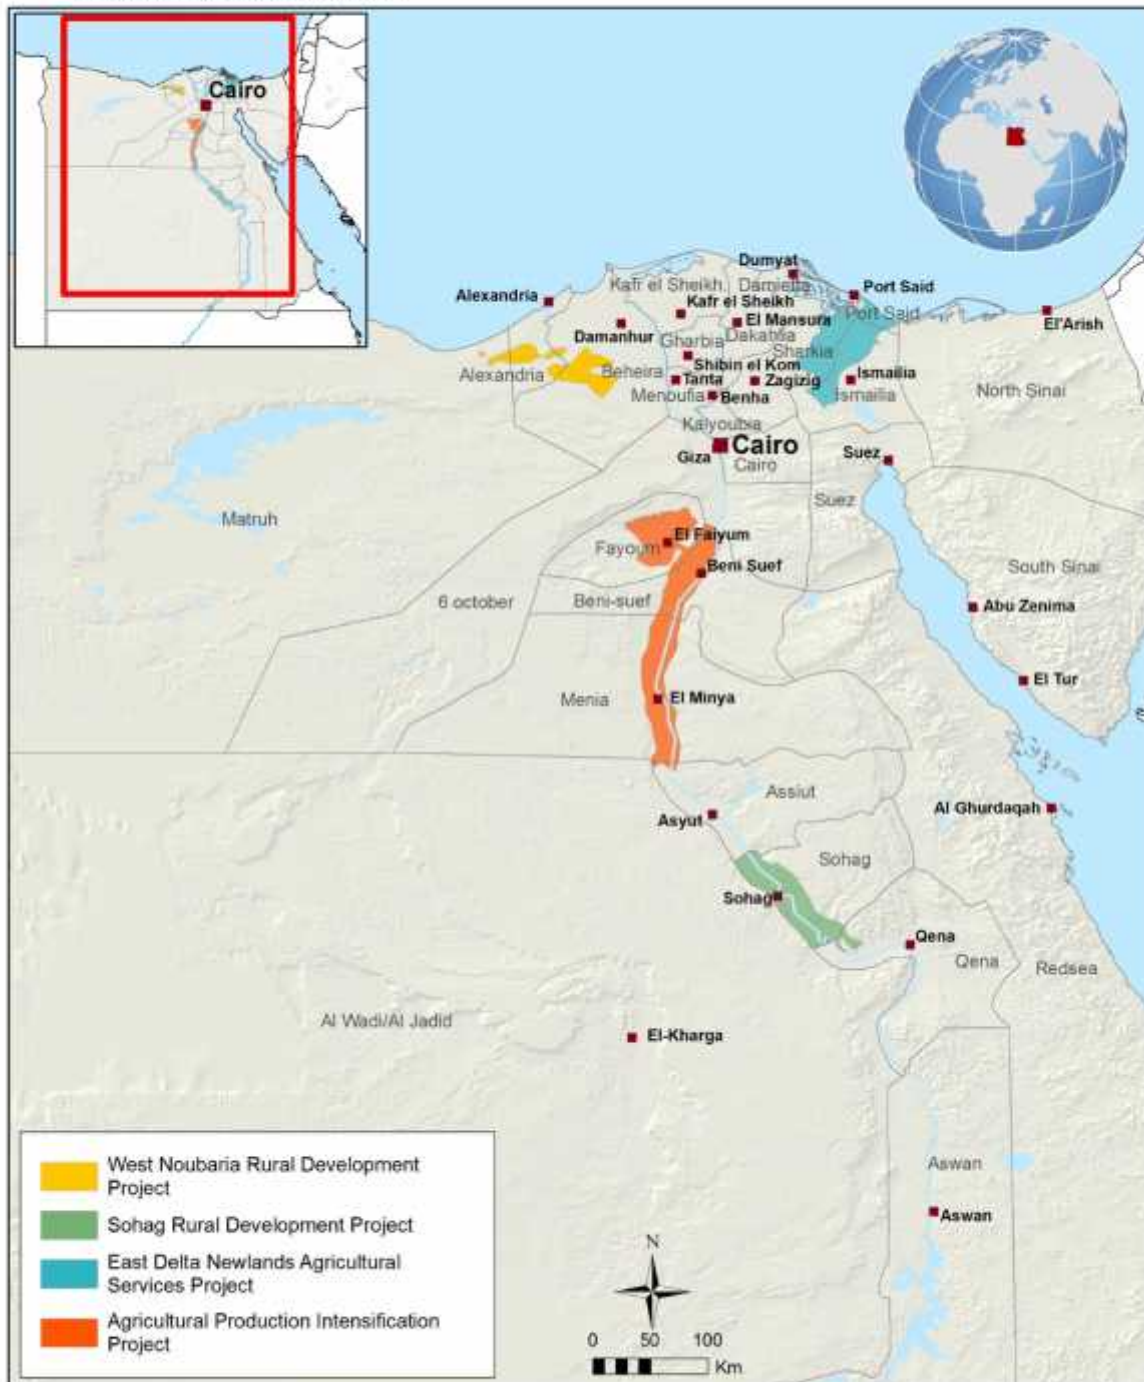 Cairo
Dumyat
Kafr el Sheikh
Damietta
Port Said
Alexandria
Kafr el Sheikh
Port Said
El'Arish
Damanhur
El Mansura
Gharbia
Dakahlia
Sharkia
Shibin el Kom
Alexandria
Beheira
Tanta
Zagizig
Ismailia
North Sinai
Menoufia
Benha
Ismailia
Kalyoubia
Cairo
Giza
Cairo
Suez
Suez
Matruh
El Faiyum
Fayoum
Beni Suef
South Sinai
6 october
Beni-suef
Abu Zenima
El Tur
Menia
El Minya
Assiut
Asyut
Al Ghurdaqah
Sohag
Sohag
Qena
Qena
Redsea
Al Wadi/Al Jadid
El-Kharga
Aswan
Aswan
West Noubaria Rural Development
Project
Sohag Rural Development Project
East Delta Newlands Agricultural
Services Project
Agricultural Production Intensification
Project
N
0 50 100
Km